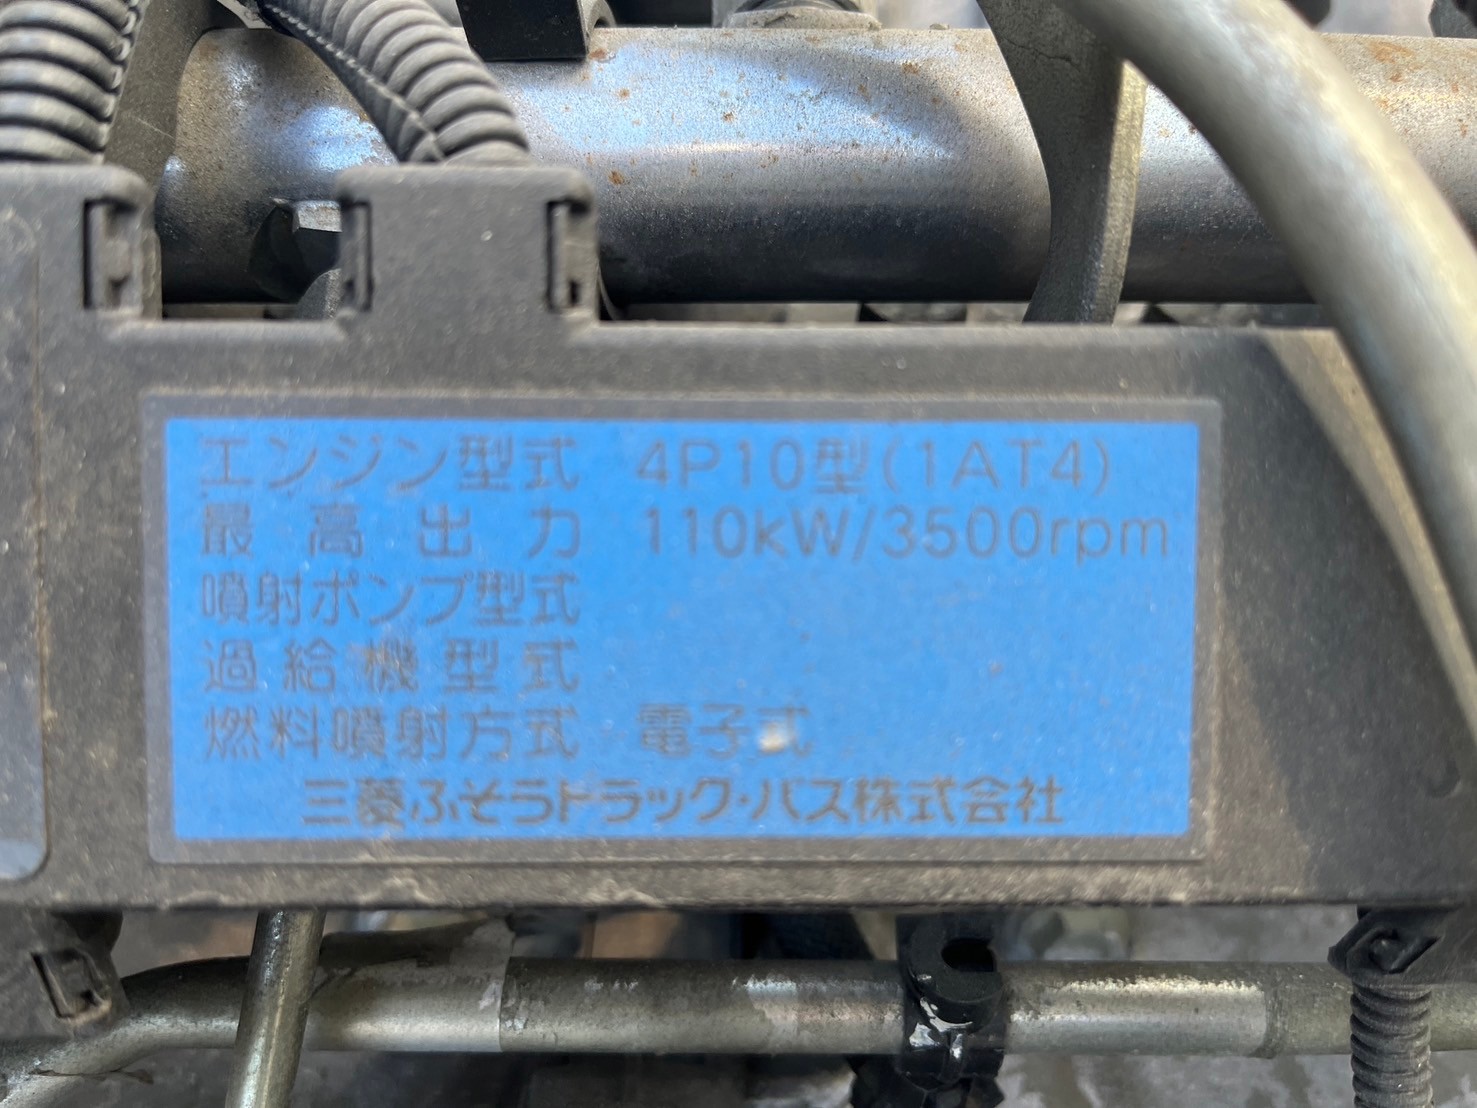 エンジン型式 4P10型(1AT4)
最高出力 110kW/3500rpm
噴射ポンプ型式
過給機型式
燃料噴射方式 電子式
三菱ふそうトラック・バス株式会社